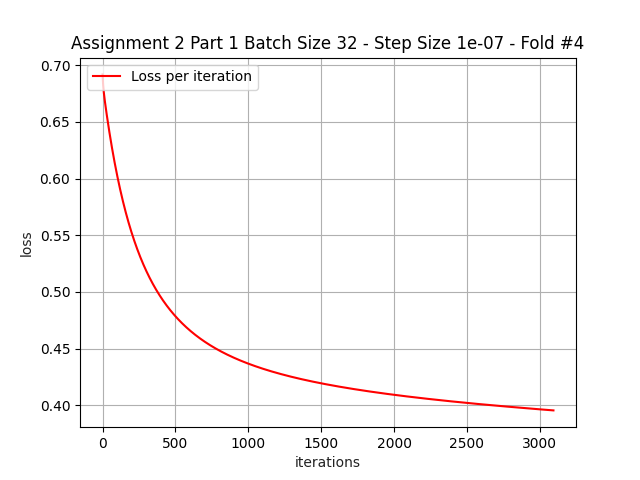 Assignment 2 Part 1 Batch Size 32 - Step Size 1e-07 - Fold #4
Loss per iteration
0.70
0.65
0.60
0.55
0.50
0.45
0.40
loss
0 500 1000 1500 2000 2500 3000
iterations